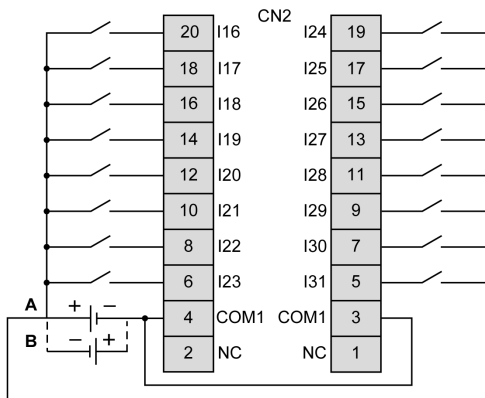 CN2
20 I16 I24 19
18 I17 I25 17
16 I18 I26 15
14 I19 I27 13
12 I20 I28 11
10 I21 I29 9
8 I22 I30 7
6 I23 I31 5
A + − 4 COM1 COM1 3
B − + 2 NC NC 1